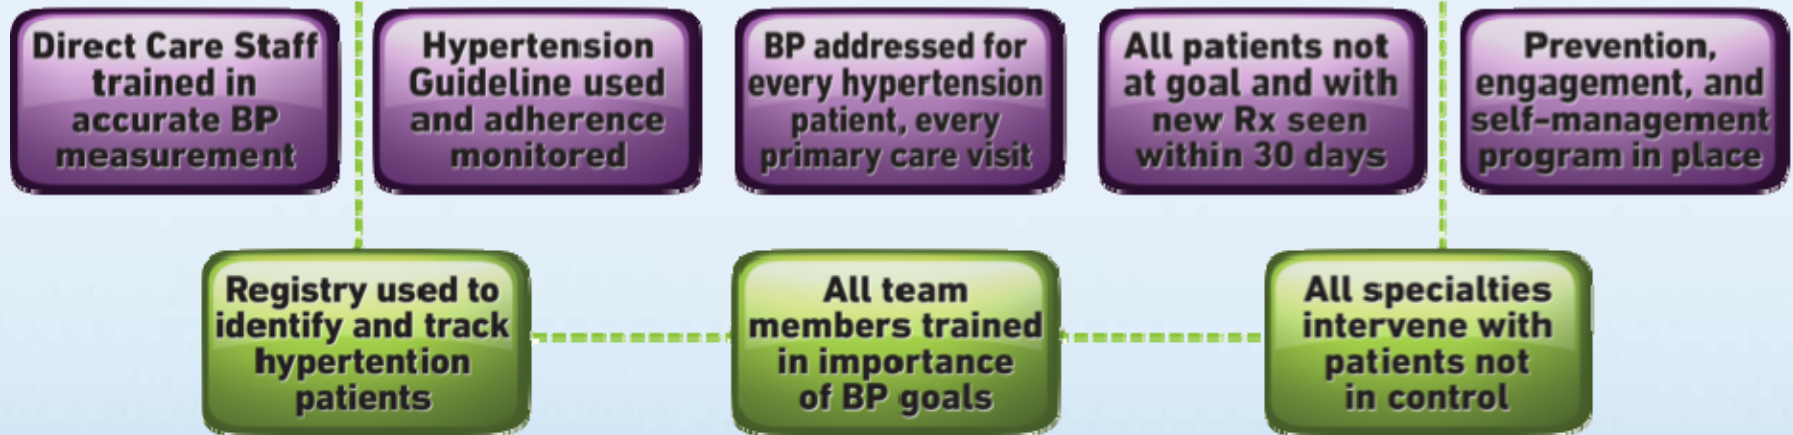 Direct Care Staff
trained in
accurate BP
measurement
Hypertension
Guideline used
and adherence
monitored
BP addressed for
every hypertension
patient, every
primary care visit
All patients not
at goal and with
new Rx seen
within 30 days
Prevention,
engagement, and
self-management
program in place
Registry used to
identify and track
hypertention
patients
All team
members trained
in importance
of BP goals
All specialties
intervene with
patients not
in control